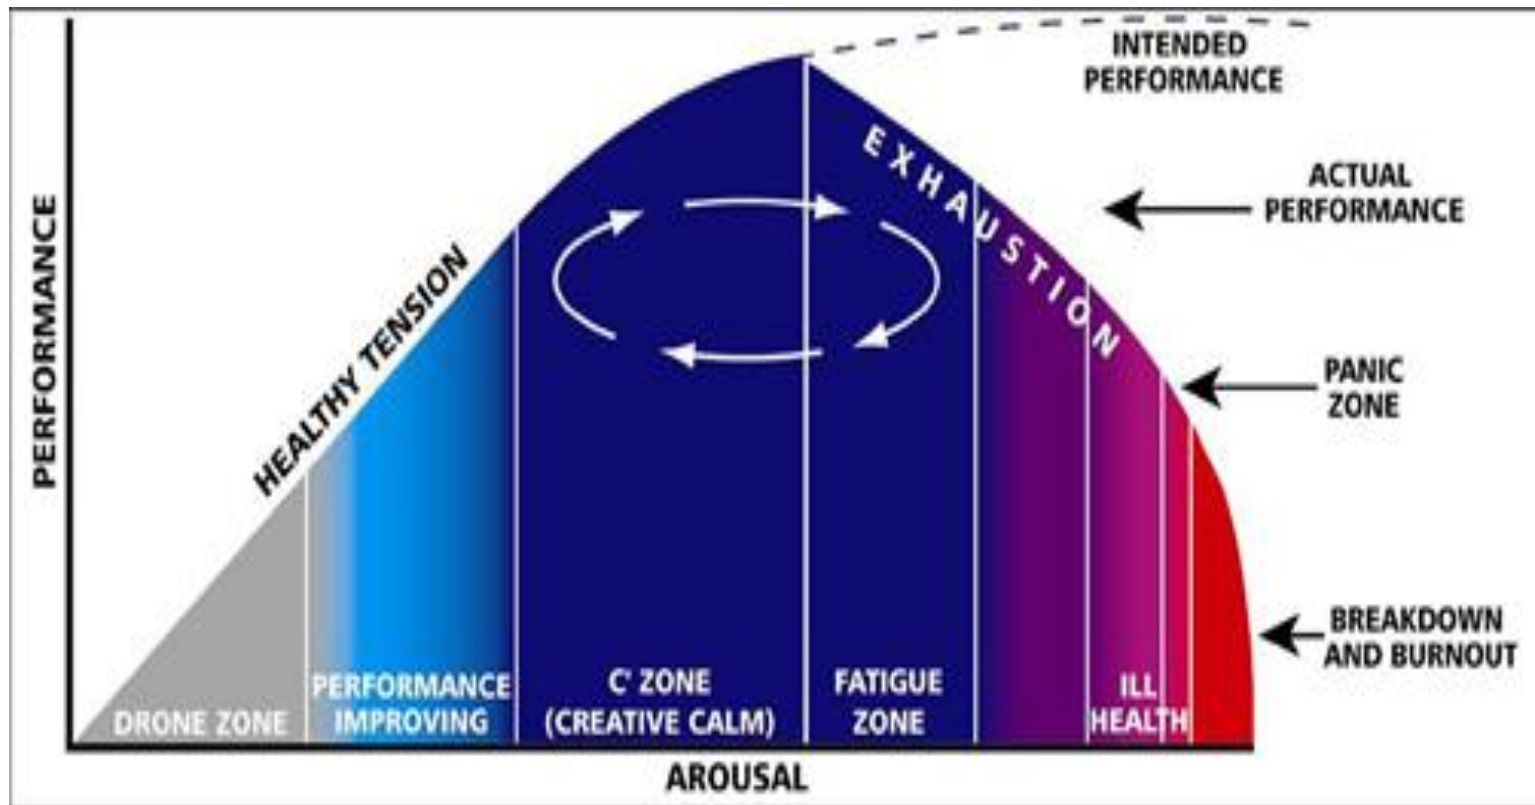 INTENDED
PERFORMANCE
EXHAUSTION
ACTUAL
PERFORMANCE
PERFORMANCE
HEALTHY TENSION
PANIC
ZONE
BREAKDOWN
AND BURNOUT
DRONE ZONE
PERFORMANCE
IMPROVING
C' ZONE
(CREATIVE CALM)
FATIGUE
ZONE
ILL
HEALTH
AROUSAL